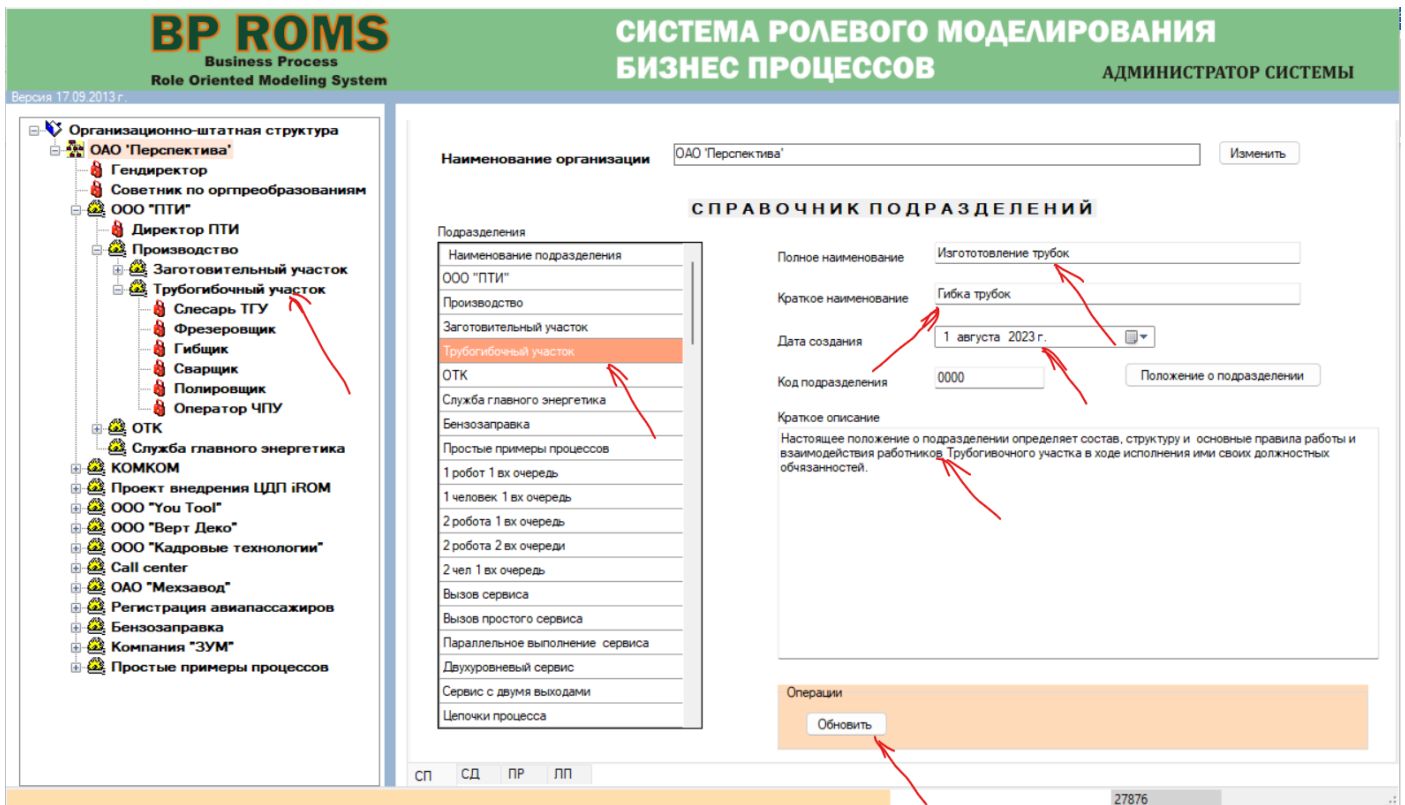 BP ROMS
Business Process
Role Oriented Modeling System
СИСТЕМА РОЛЕВОГО МОДЕЛИРОВАНИЯ
БИЗНЕС ПРОЦЕССОВ
АДМИНИСТРАТОР СИСТЕМЫ
Версия 17.09.2013 г.
Организационно-штатная структура
ОАО 'Перспектива'
Гендиректор
Советник по оргпреобразованиям
ООО "ПТИ"
Директор ПТИ
Производство
Заготовительный участок
Трубогибочный участок
Слесарь ТГУ
Фрезеровщик
Гибщик
Сварщик
Полировщик
Оператор ЧПУ
ОТК
Служба главного энергетика
КОМКОМ
Проект внедрения ЦДП iROM
ООО "You Tool"
ООО "Верт Деко"
ООО "Кадровые технологии"
Call center
ОАО "Мехзавод"
Регистрация авиапассажиров
Бензозаправка
Компания "ЗУМ"
Простые примеры процессов
Наименование организации
ОАО 'Перспектива'
Изменить
СПРАВОЧНИК ПОДРАЗДЕЛЕНИЙ
Подразделения
Наименование подразделения
ООО "ПТИ"
Производство
Заготовительный участок
Трубогибочный участок
ОТК
Служба главного энергетика
Бензозаправка
Простые примеры процессов
1 робот 1 вх очередь
1 человек 1 вх очередь
2 робота 1 вх очередь
2 робота 2 вх очереди
2 чел 1 вх очередь
Вызов сервиса
Вызов простого сервиса
Параллельное выполнение сервиса
Двухуровневый сервис
Сервис с двумя выходами
Цепочки процесса
Полное наименование
Изгототовление трубок
Краткое наименование
Гибка трубок
Дата создания
1 августа 2023 г.
Код подразделения
0000
Положение о подразделении
Краткое описание
Настоящее положение о подразделении определяет состав, структуру и основные правила работы и
взаимодействия работников Трубогивочного участка в ходе исполнения ими своих должностных
обчязанностей.
Операции
Обновить
СП СД ПР ЛП
27876